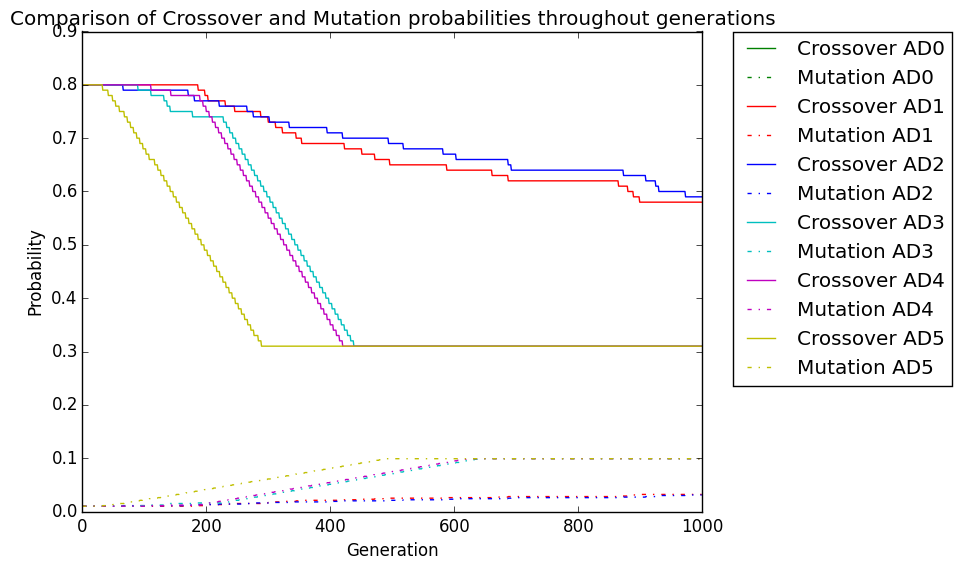 Comparison of Crossover and Mutation probabilities throughout generations
0.9
0.8
0.7
0.6
0.5
0.4
0.3
0.2
0.1
0.0
Probability
0
200
400
600
800
1000
Generation
Crossover AD0
Mutation AD0
Crossover AD1
Mutation AD1
Crossover AD2
Mutation AD2
Crossover AD3
Mutation AD3
Crossover AD4
Mutation AD4
Crossover AD5
Mutation AD5